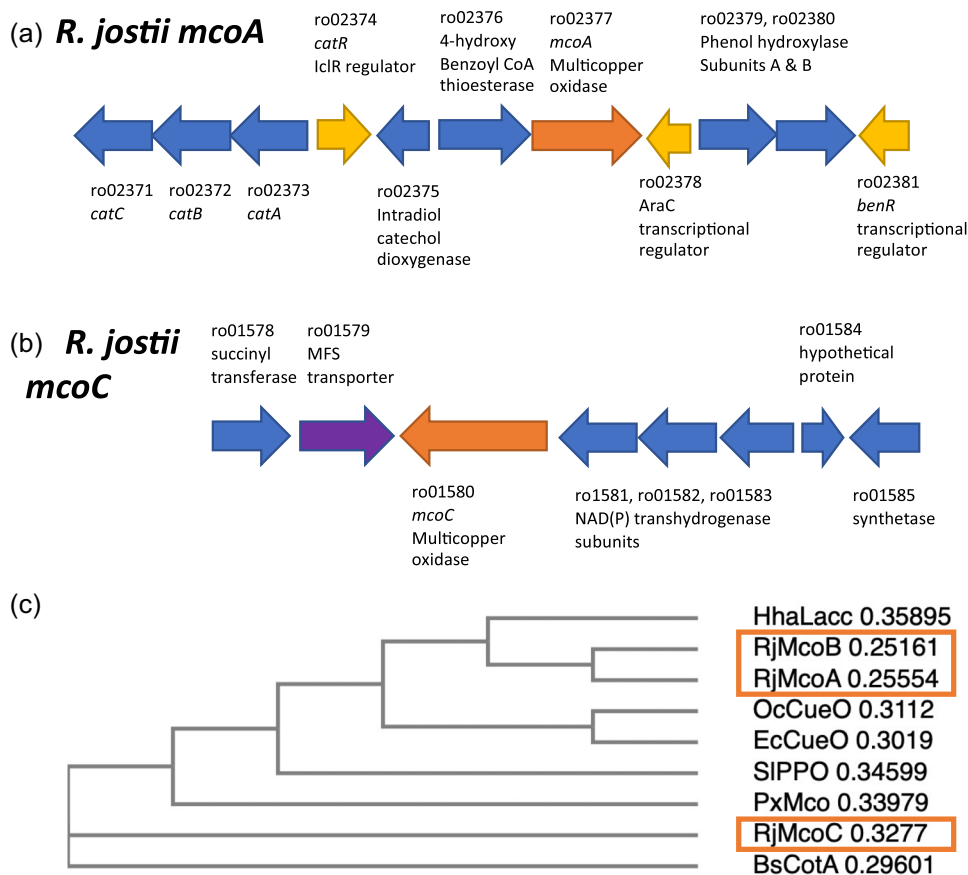 (a) R. jostii mcoA
ro02374
catR
IclR regulator
ro02376
4-hydroxy
Benzoyl CoA
thioesterase
ro02377
mcoA
Multicopper
oxidase
ro02379, ro02380
Phenol hydroxylase
Subunits A & B
ro02371
catC
ro02372
catB
ro02373
catA
ro02375
Intradiol
catechol
dioxygenase
ro02378
AraC
transcriptional
regulator
ro02381
benR
transcriptional
regulator
(b) R. jostii
mcoC
ro01578
succinyl
transferase
ro01579
MFS
transporter
ro01584
hypothetical
protein
ro01580
mcoC
Multicopper
oxidase
ro1581, ro01582, ro01583
NAD(P) transhydrogenase
subunits
ro01585
synthetase
(c)
HhaLacc 0.35895
RjMcoB 0.25161
RjMcoA 0.25554
OcCueO 0.3112
EcCueO 0.3019
SlPPO 0.34599
PxMco 0.33979
RjMcoC 0.3277
BsCotA 0.29601